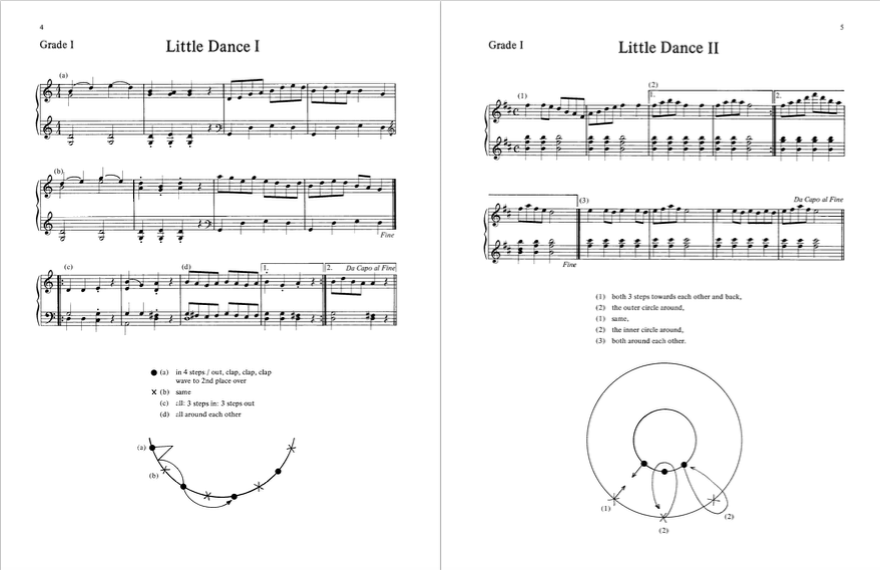 4
Grade 1
Little Dance I
(a)
(b)
Fine
(c)
(d)
1.
2.
Da Capo al Fine
(a) in 4 steps / out, clap, clap, clap
wave to 2nd place over
(b) same
(c) all: 3 steps in: 3 steps out
(d) all around each other
(a)
(b)
5
Grade I
Little Dance II
(1)
(2)
1.
2.
(3)
Da Capo al Fine
Fine
(1) both 3 steps towards each other and back,
(2) the outer circle around,
(1) same,
(2) the inner circle around,
(3) both around each other.
(1)
(2)
(2)